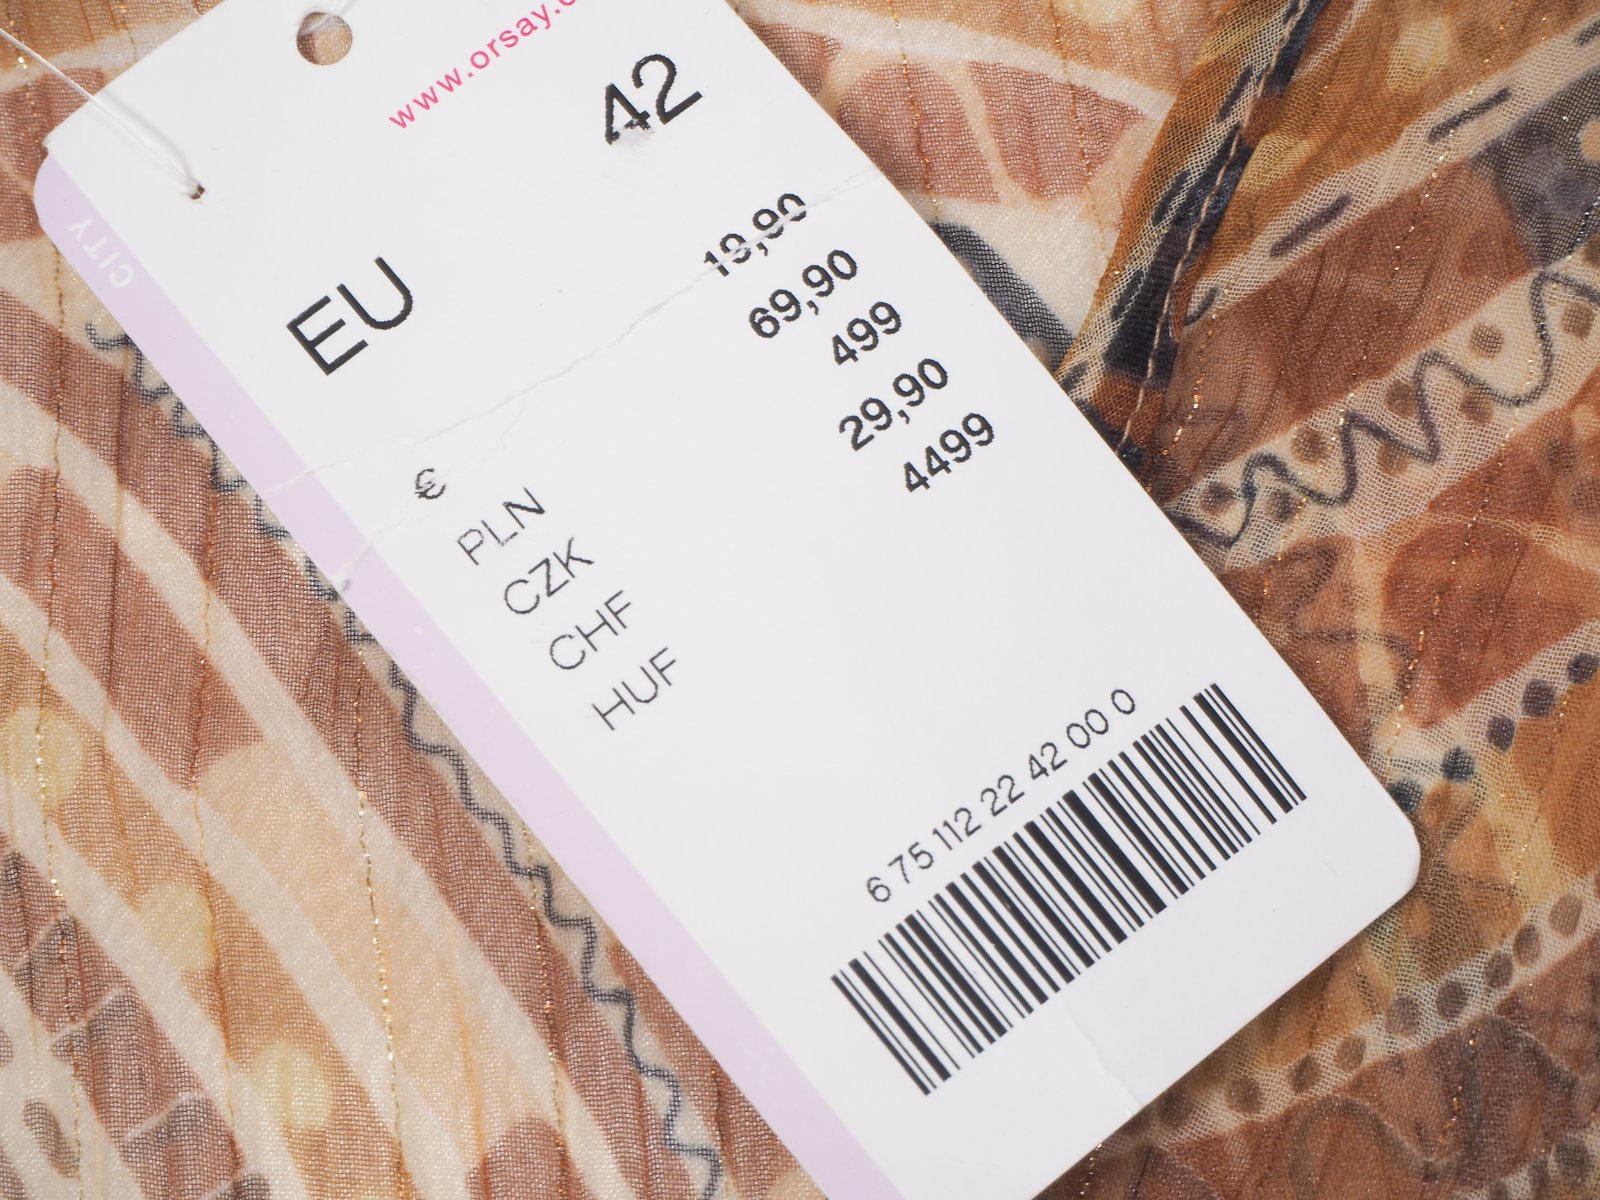 www.orsay.c
EU 42
€ 19,90
PLN 69,90
CZK 499
CHF 29,90
HUF 4499
6 75 112 22 42 00 0
CITY